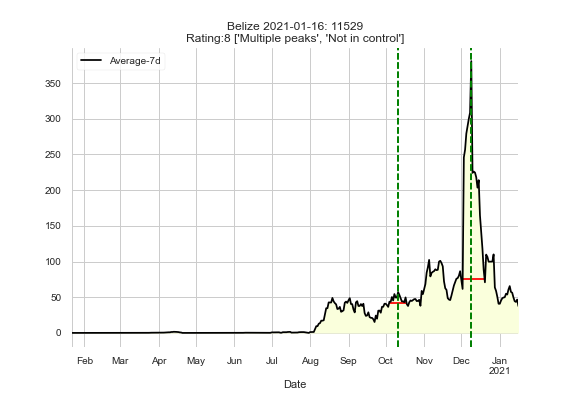 Belize 2021-01-16: 11529
Rating:8 ['Multiple peaks', 'Not in control']
Average-7d
350
300
250
200
150
100
50
0
Feb Mar Apr May Jun Jul Aug Sep Oct Nov Dec Jan
2021
Date